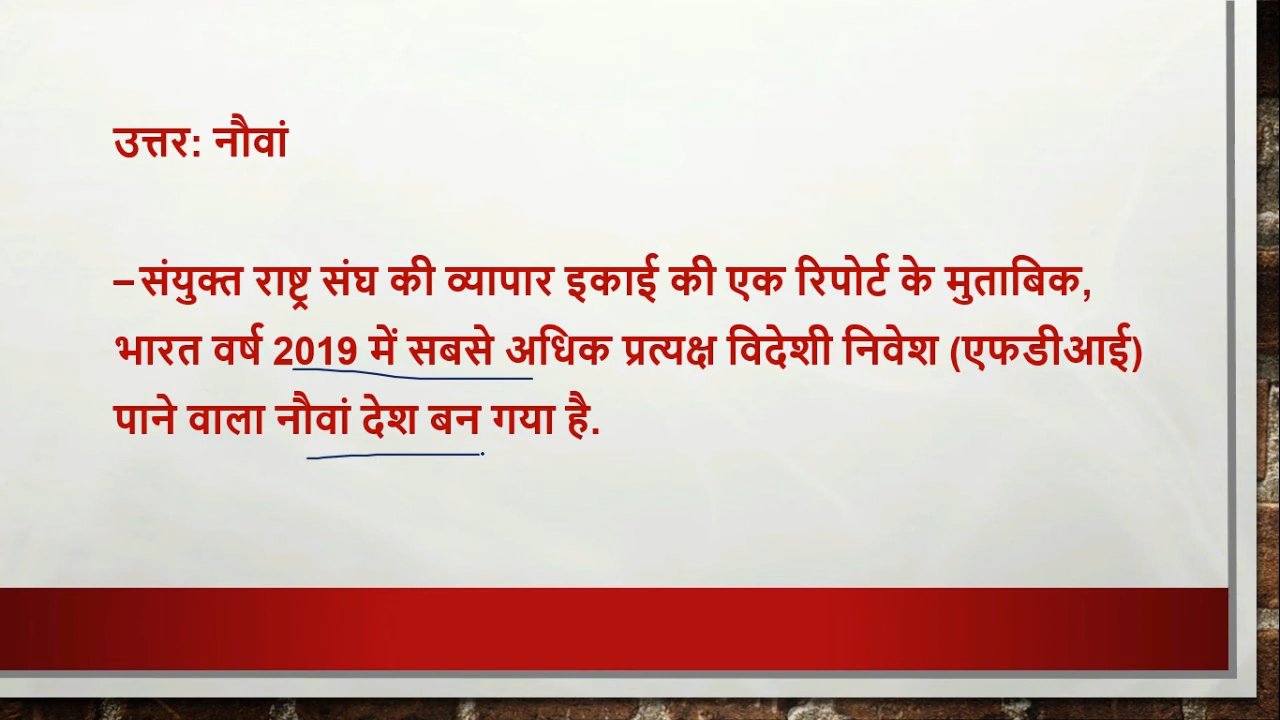 उत्तर: नौवां
–संयुक्त राष्ट्र संघ की व्यापार इकाई की एक रिपोर्ट के मुताबिक,
भारत वर्ष 2019 में सबसे अधिक प्रत्यक्ष विदेशी निवेश (एफडीआई)
पाने वाला नौवां देश बन गया है.